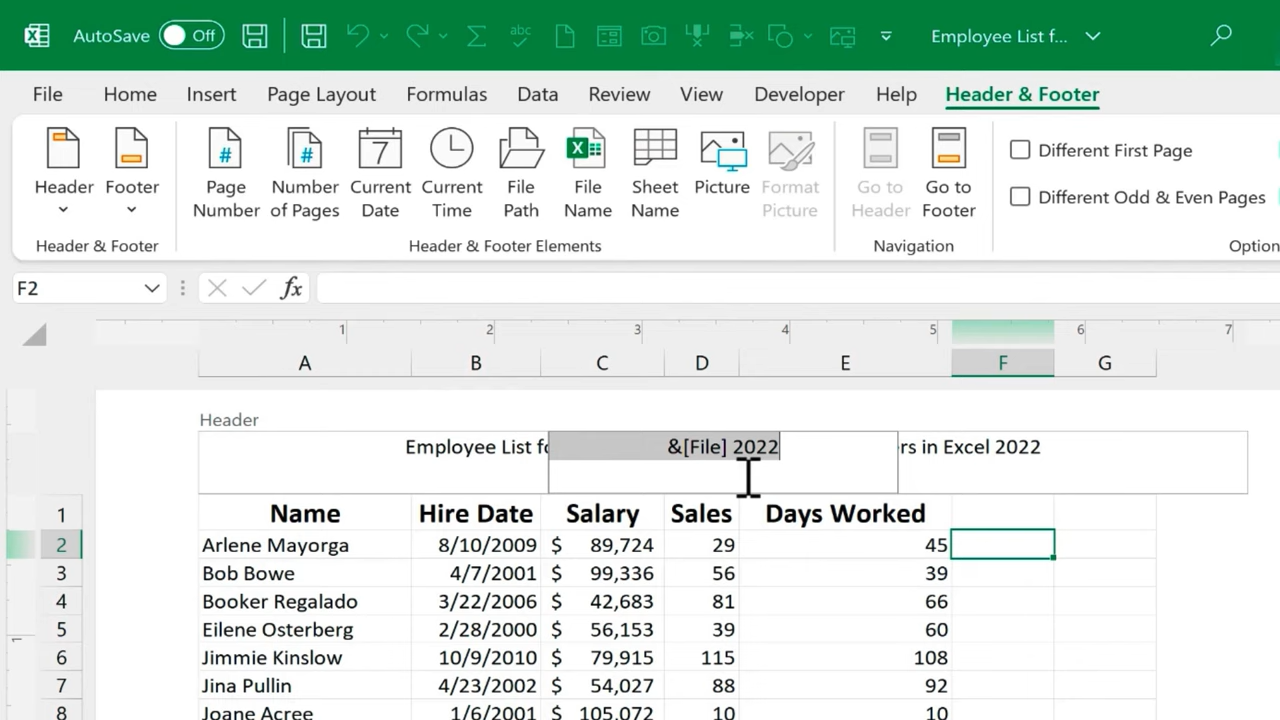 AutoSave Off abc Employee List f...
File Home Insert Page Layout Formulas Data Review View Developer Help Header & Footer
Header Footer Page Number Number of Pages Current Date Current Time File Path File Name Sheet Name Picture Format Picture Go to Header Go to Footer
Different First Page
Different Odd & Even Pages
Header & Footer Header & Footer Elements Navigation Option
F2 fx
1 2 3 4 5 6 7
A B C D E F G
Header
Employee List fo &[File] 2022 rs in Excel 2022
1 Name Hire Date Salary Sales Days Worked
2 Arlene Mayorga 8/10/2009 $ 89,724 29 45
3 Bob Bowe 4/7/2001 $ 99,336 56 39
4 Booker Regalado 3/22/2006 $ 42,683 81 66
5 Eilene Osterberg 2/28/2000 $ 56,153 39 60
6 Jimmie Kinslow 10/9/2010 $ 79,915 115 108
7 Jina Pullin 4/23/2002 $ 54,027 88 92
8 Joane Acree 1/6/2001 $ 105,072 10 10